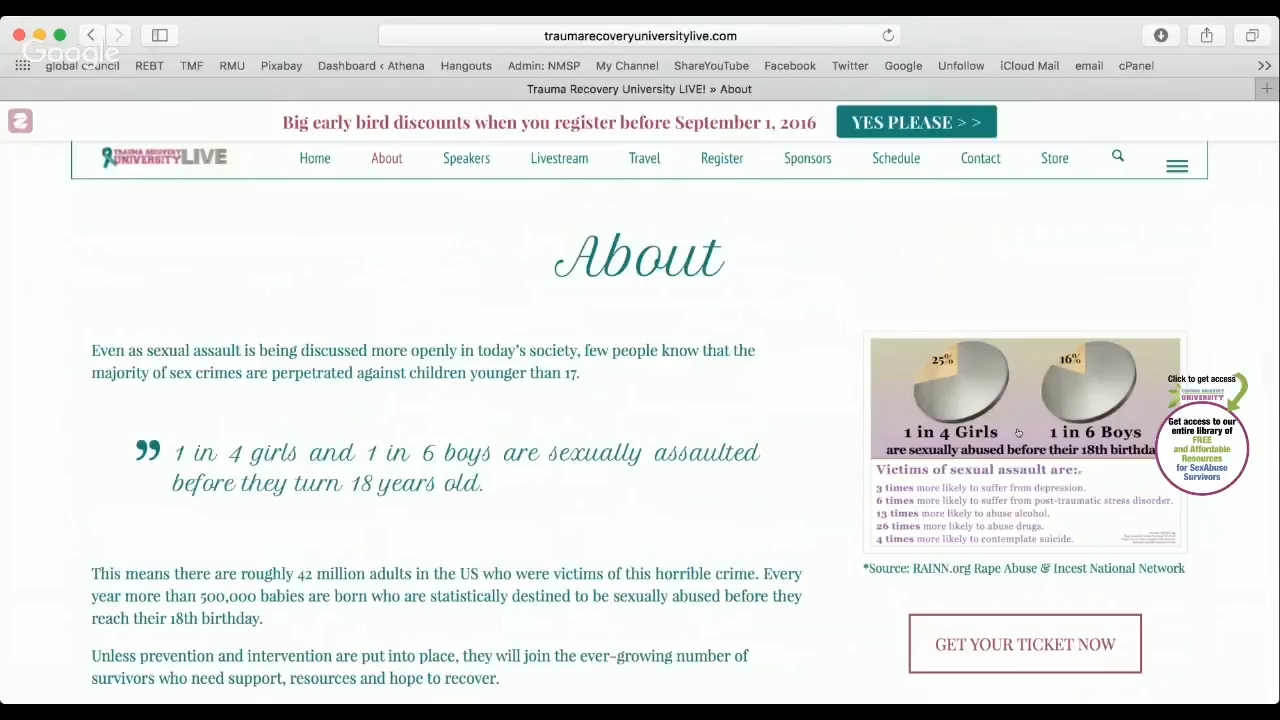 Google
traumarecoveryuniversitylive.com
global council REBT TMF RMU Pixabay Dashboard < Athena Hangouts Admin: NMSP My Channel ShareYouTube Facebook Twitter Google Unfollow iCloud Mail email cPanel >>
Trauma Recovery University LIVE! » About
Big early bird discounts when you register before September 1, 2016 YES PLEASE > >
TRAUMA RECOVERY
UNIVERSITY LIVE
Home About Speakers Livestream Travel Register Sponsors Schedule Contact Store
About
Even as sexual assault is being discussed more openly in today's society, few people know that the
majority of sex crimes are perpetrated against children younger than 17.
1 in 4 girls and 1 in 6 boys are sexually assaulted
before they turn 18 years old.
This means there are roughly 42 million adults in the US who were victims of this horrible crime. Every
year more than 500,000 babies are born who are statistically destined to be sexually abused before they
reach their 18th birthday.
Unless prevention and intervention are put into place, they will join the ever-growing number of
survivors who need support, resources and hope to recover.
25% 16%
1 in 4 Girls 1 in 6 Boys
are sexually abused before their 18th birthda
Victims of sexual assault are:
3 times more likely to suffer from depression.
6 times more likely to suffer from post-traumatic stress disorder.
13 times more likely to abuse alcohol.
26 times more likely to abuse drugs.
4 times more likely to contemplate suicide.
*Source: RAINN.org Rape Abuse & Incest National Network
GET YOUR TICKET NOW
Click to get access
TRAUMA RECOVERY
UNIVERSITY
Get access to our
entire library of
FREE
and Affordable
Resources
for SexAbuse
Survivors